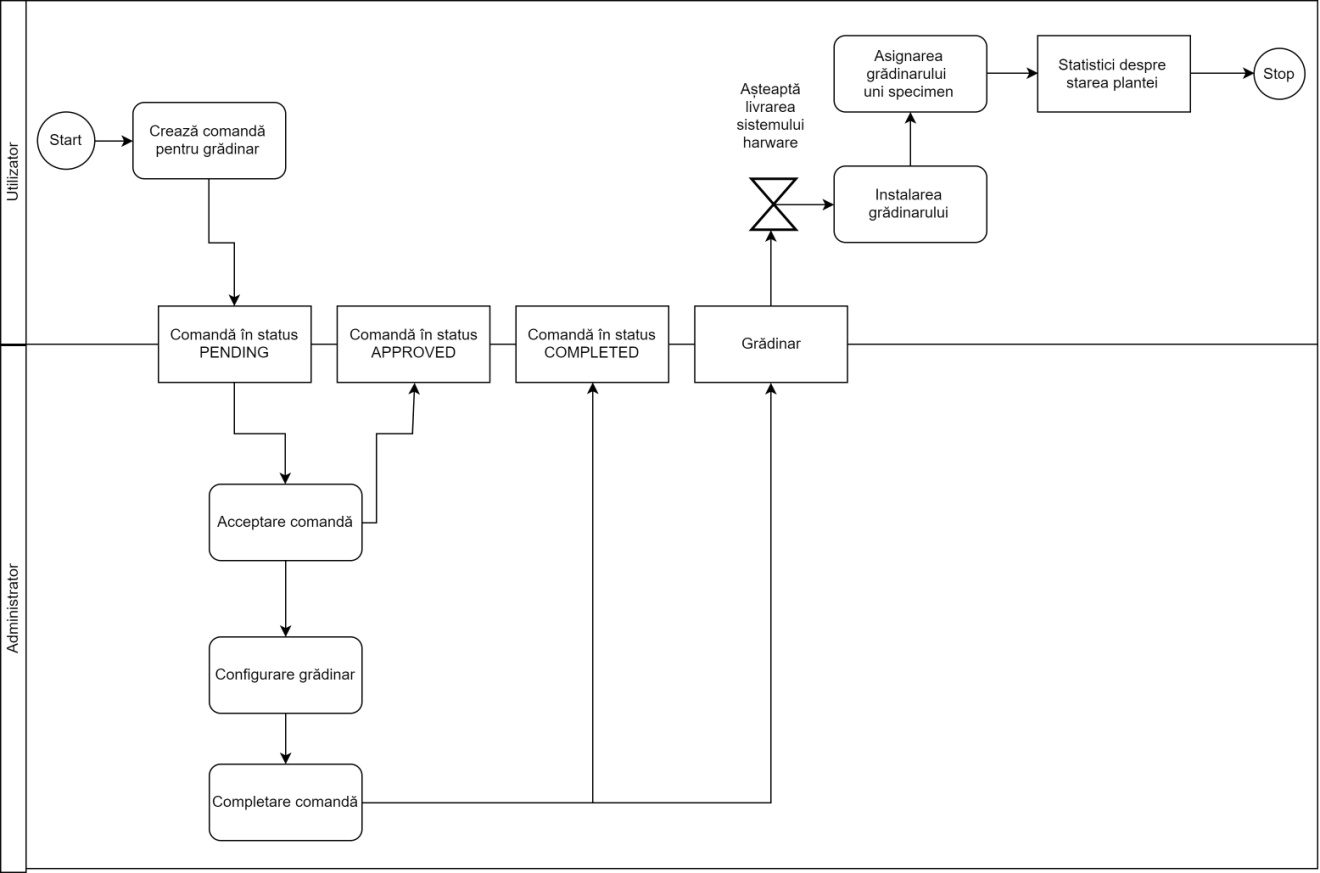 Utilizator
Start
Crează comandă
pentru grădinar
Așteaptă
livrarea
sistemului
harware
Asignarea
grădinarului
uni specimen
Statistici despre
starea plantei
Stop
Instalarea
grădinarului
Comandă în status
PENDING
Comandă în status
APPROVED
Comandă în status
COMPLETED
Grădinar
Administrator
Acceptare comandă
Configurare grădinar
Completare comandă